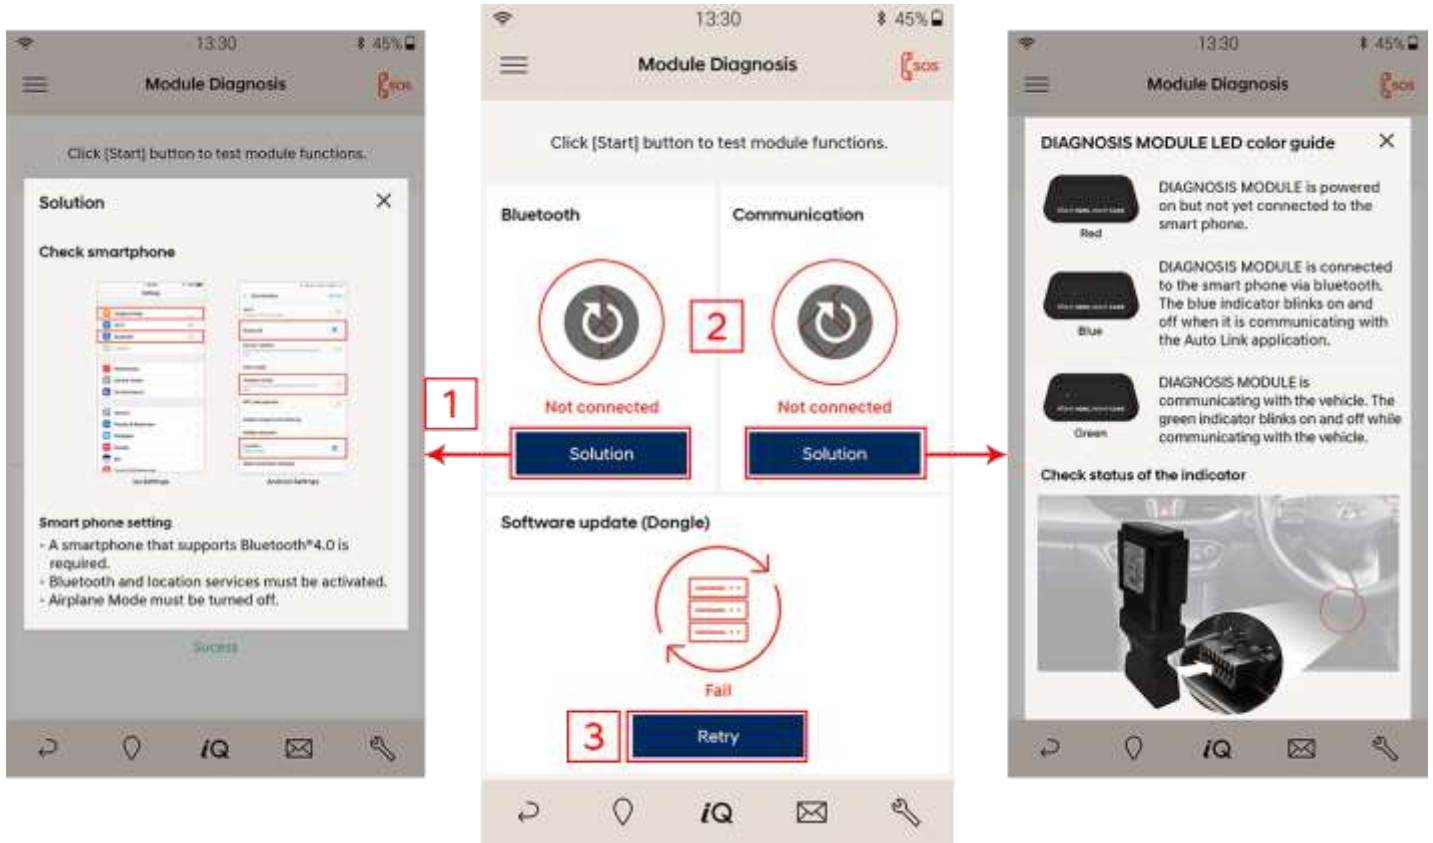 13:30
45%
Module Diagnosis
SOS
Click [Start] button to test module functions.
Solution
Check smartphone
Smart phone setting
- A smartphone that supports Bluetooth®4.0 is
required.
- Bluetooth and location services must be activated.
- Airplane Mode must be turned off.
Sucess
iQ
1
13:30
45%
Module Diagnosis
SOS
Click [Start] button to test module functions.
Bluetooth
Communication
2
Not connected
Not connected
Solution
Solution
Software update (Dongle)
Fail
3
Retry
iQ
13:30
45%
Module Diagnosis
SOS
DIAGNOSIS MODULE LED color guide
DIAGNOSIS MODULE is powered
on but not yet connected to the
smart phone.
Red
DIAGNOSIS MODULE is connected
to the smart phone via bluetooth.
The blue indicator blinks on and
off when it is communicating with
the Auto Link application.
Blue
DIAGNOSIS MODULE is
communicating with the vehicle. The
green indicator blinks on and off while
communicating with the vehicle.
Green
Check status of the indicator
iQ